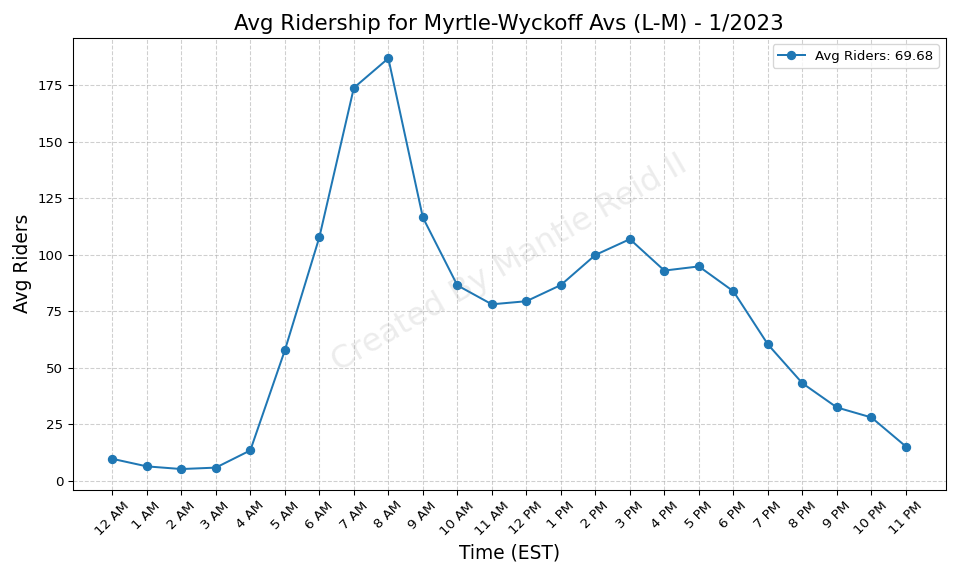 Avg Ridership for Myrtle-Wyckoff Avs (L-M) - 1/2023
Avg Riders: 69.68
Avg Riders
175
150
125
100
75
50
25
0
Created By Mantie Reid II
12 AM
1 AM
2 AM
3 AM
4 AM
5 AM
6 AM
7 AM
8 AM
9 AM
10 AM
11 AM
12 PM
1 PM
2 PM
3 PM
4 PM
5 PM
6 PM
7 PM
8 PM
9 PM
10 PM
11 PM
Time (EST)